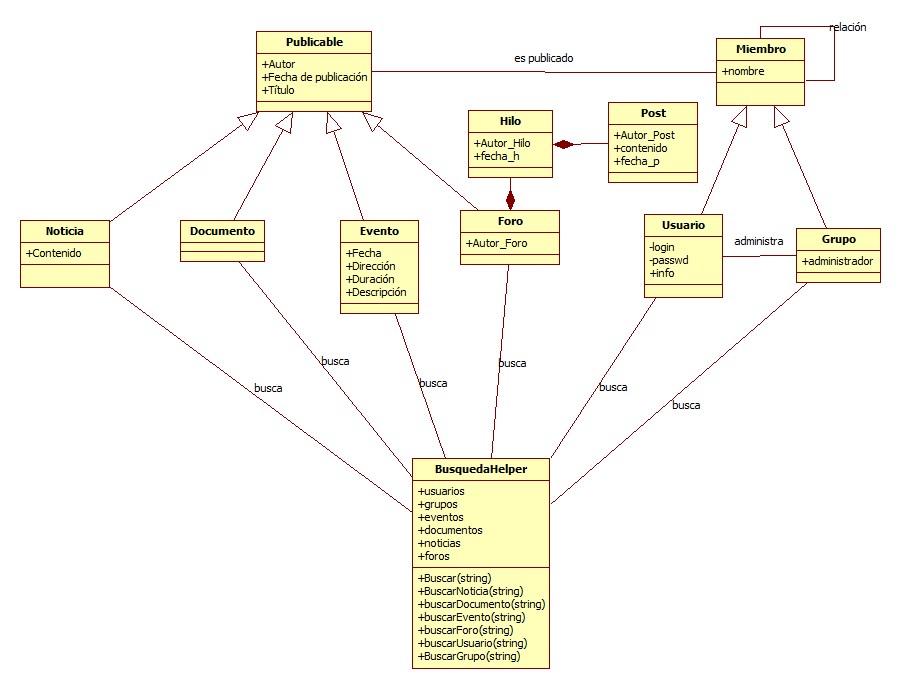 relación
Publicable
+Autor
+Fecha de publicación
+Título
es publicado
Miembro
+nombre
Hilo
+Autor_Hilo
+fecha_h
Post
+Autor_Post
+contenido
+fecha_p
Noticia
+Contenido
Documento
Evento
+Fecha
+Dirección
+Duración
+Descripción
Foro
+Autor_Foro
Usuario
-login
-passwd
+info
administra
Grupo
+administrador
busca
busca
busca
busca
busca
busca
BusquedaHelper
+usuarios
+grupos
+eventos
+documentos
+noticias
+foros
+Buscar(string)
+BuscarNoticia(string)
+buscarDocumento(string)
+buscarEvento(string)
+buscarForo(string)
+buscarUsuario(string)
+BuscarGrupo(string)